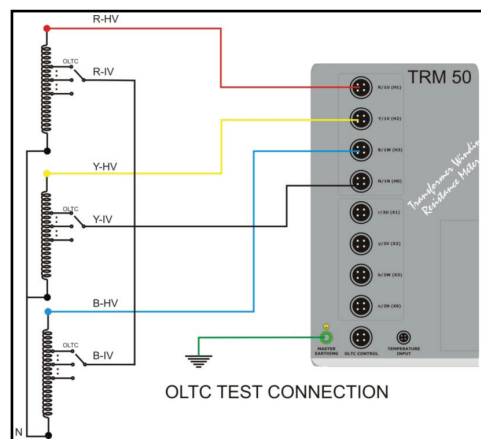 R-HV
TRM 50
OLTC
R-IV
R/1U (H1)
Y-HV
Y/1V (H2)
B/1W (H3)
N/1N (H0)
Transformer Winding
Resistance Meter
OLTC
Y-IV
r/2U (X1)
y/2V (X2)
b/2W (X3)
n/2N (X0)
B-HV
OLTC
B-IV
MASTER
EARTHING
OLTC CONTROL
TEMPERATURE
INPUT
OLTC TEST CONNECTION
N